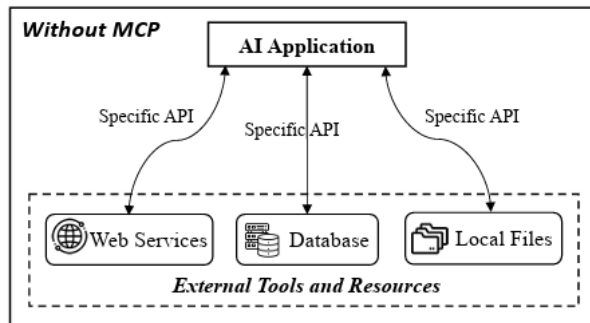 Without MCP
AI Application
Specific API
Specific API
Specific API
Web Services
Database
Local Files
External Tools and Resources